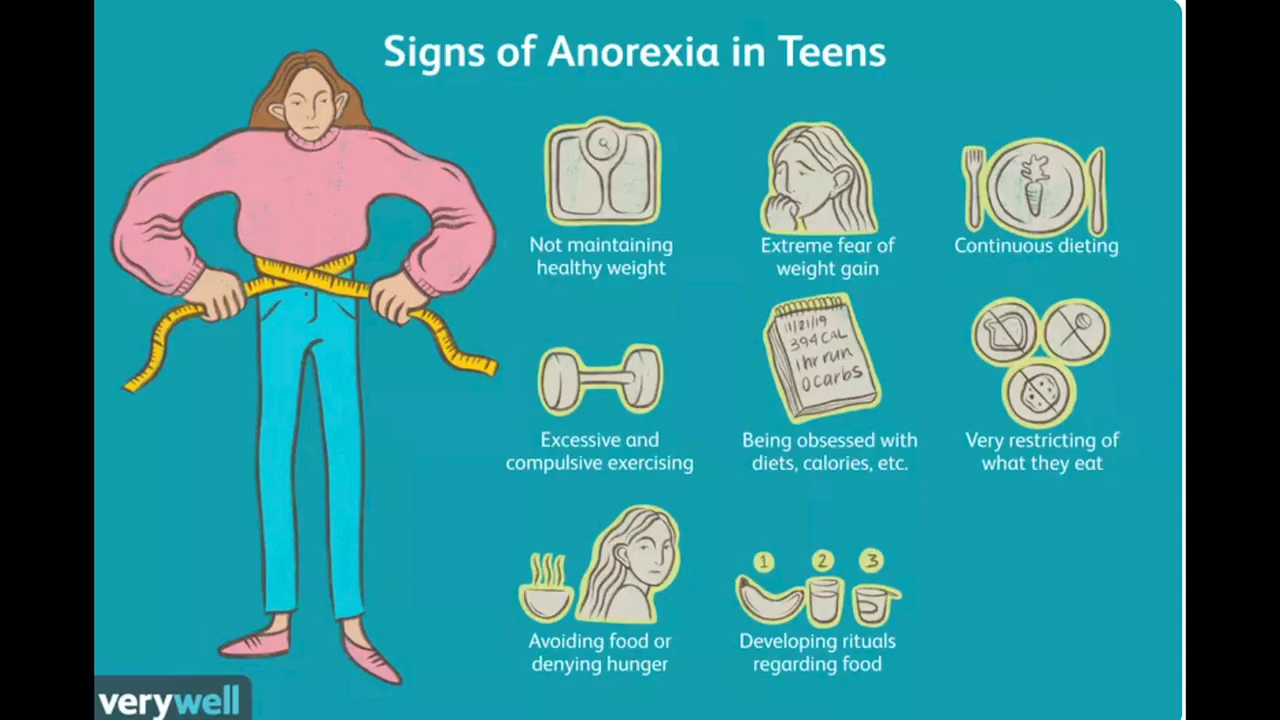 Signs of Anorexia in Teens
Not maintaining
healthy weight
Extreme fear of
weight gain
Continuous dieting
11/21/19
394 CAL
1 hr run
0 carbs
Excessive and
compulsive exercising
Being obsessed with
diets, calories, etc.
Very restricting of
what they eat
1 2 3
Avoiding food or
denying hunger
Developing rituals
regarding food
verywell